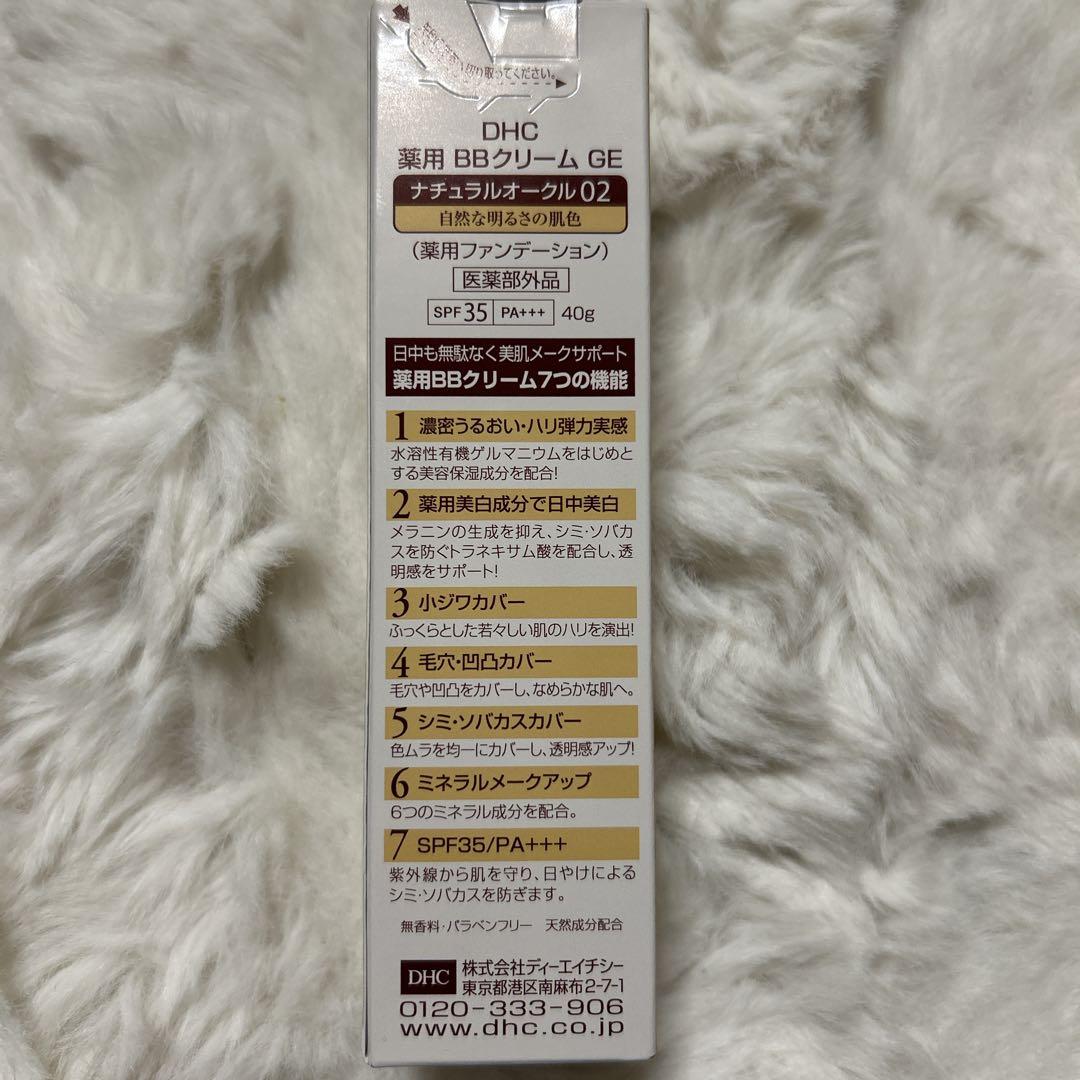 切り取ってください。
DHC
薬用 BBクリーム GE
ナチュラルオークル 02
自然な明るさの肌色
(薬用ファンデーション)
医薬部外品
SPF 35 PA+++ 40g
日中も無駄なく美肌メークサポート
薬用BBクリーム7つの機能
1 濃密うるおい・ハリ弾力実感
水溶性有機ゲルマニウムをはじめと
する美容保湿成分を配合!
2 薬用美白成分で日中美白
メラニンの生成を抑え、シミ・ソバカ
スを防ぐトラネキサム酸を配合し、透
明感をサポート!
3 小ジワカバー
ふっくらとした若々しい肌のハリを演出!
4 毛穴・凹凸カバー
毛穴や凹凸をカバーし、なめらかな肌へ。
5 シミ・ソバカスカバー
色ムラを均一にカバーし、透明感アップ!
6 ミネラルメークアップ
6つのミネラル成分を配合。
7 SPF35/PA+++
紫外線から肌を守り、日やけによる
シミ・ソバカスを防ぎます。
無香料・パラベンフリー 天然成分配合
DHC 株式会社ディーエイチシー
東京都港区南麻布2-7-1
0120-333-906
www.dhc.co.jp